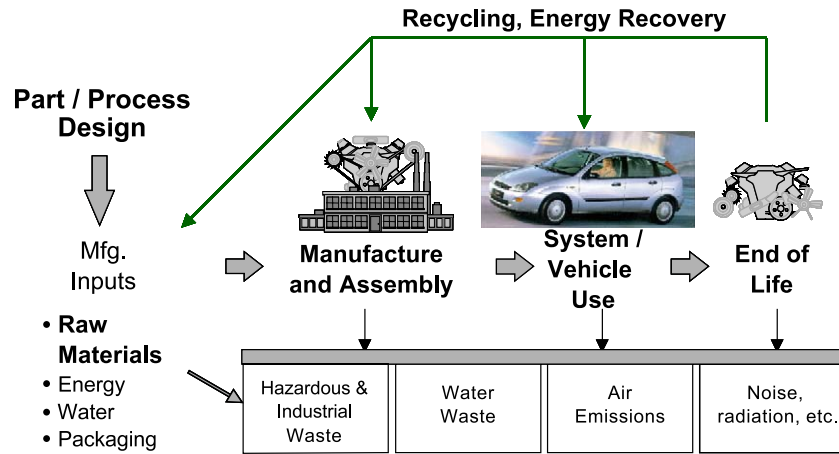 Recycling, Energy Recovery
Part / Process
Design
Mfg.
Inputs
Manufacture
and Assembly
System /
Vehicle
Use
End of
Life
• Raw
Materials
• Energy
• Water
• Packaging
Hazardous &
Industrial
Waste
Water
Waste
Air
Emissions
Noise,
radiation, etc.